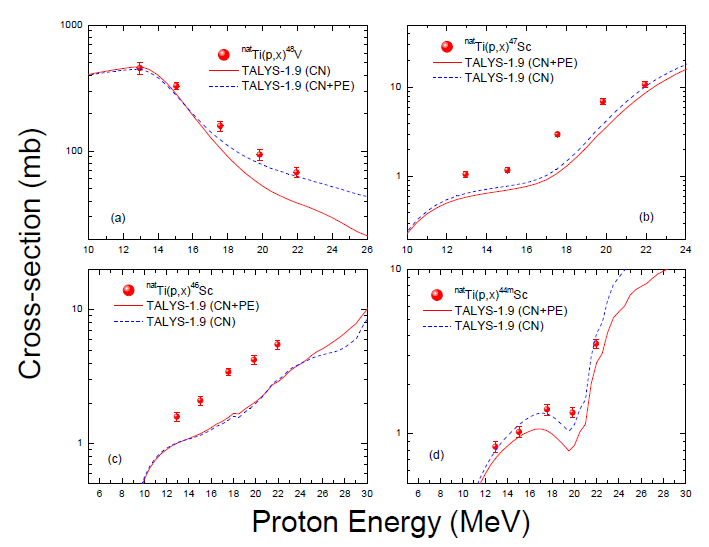 1000
100
natTi(p,x)48V
TALYS-1.9 (CN)
TALYS-1.9 (CN+PE)
(a)
10 12 14 16 18 20 22 24 26
10
1
natTi(p,x)47Sc
TALYS-1.9 (CN+PE)
TALYS-1.9 (CN)
(b)
10 12 14 16 18 20 22 24
Cross-section (mb)
10
1
natTi(p,x)46Sc
TALYS-1.9 (CN+PE)
TALYS-1.9 (CN)
(c)
6 8 10 12 14 16 18 20 22 24 26 28 30
10
1
natTi(p,x)44mSc
TALYS-1.9 (CN+PE)
TALYS-1.9 (CN)
(d)
6 8 10 12 14 16 18 20 22 24 26 28 30
Proton Energy (MeV)